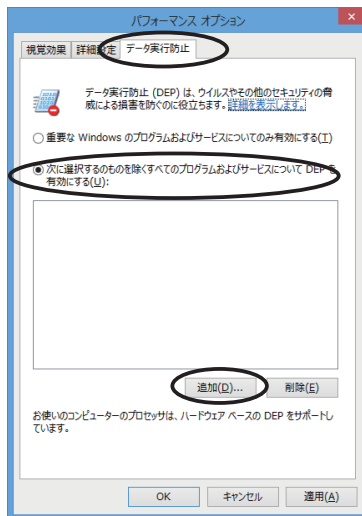 パフォーマンス オプション
視覚効果 詳細設定 データ実行防止
データ実行防止 (DEP) は、ウイルスやその他のセキュリティの脅
威による損害を防ぐのに役立ちます。詳細を表示します。
重要な Windows のプログラムおよびサービスについてのみ有効にする(T)
次に選択するものを除くすべてのプログラムおよびサービスについて DEP を
有効にする(U):
追加(D)... 削除(E)
お使いのコンピューターのプロセッサは、ハードウェア ベースの DEP をサポートし
ています。
OK キャンセル 適用(A)